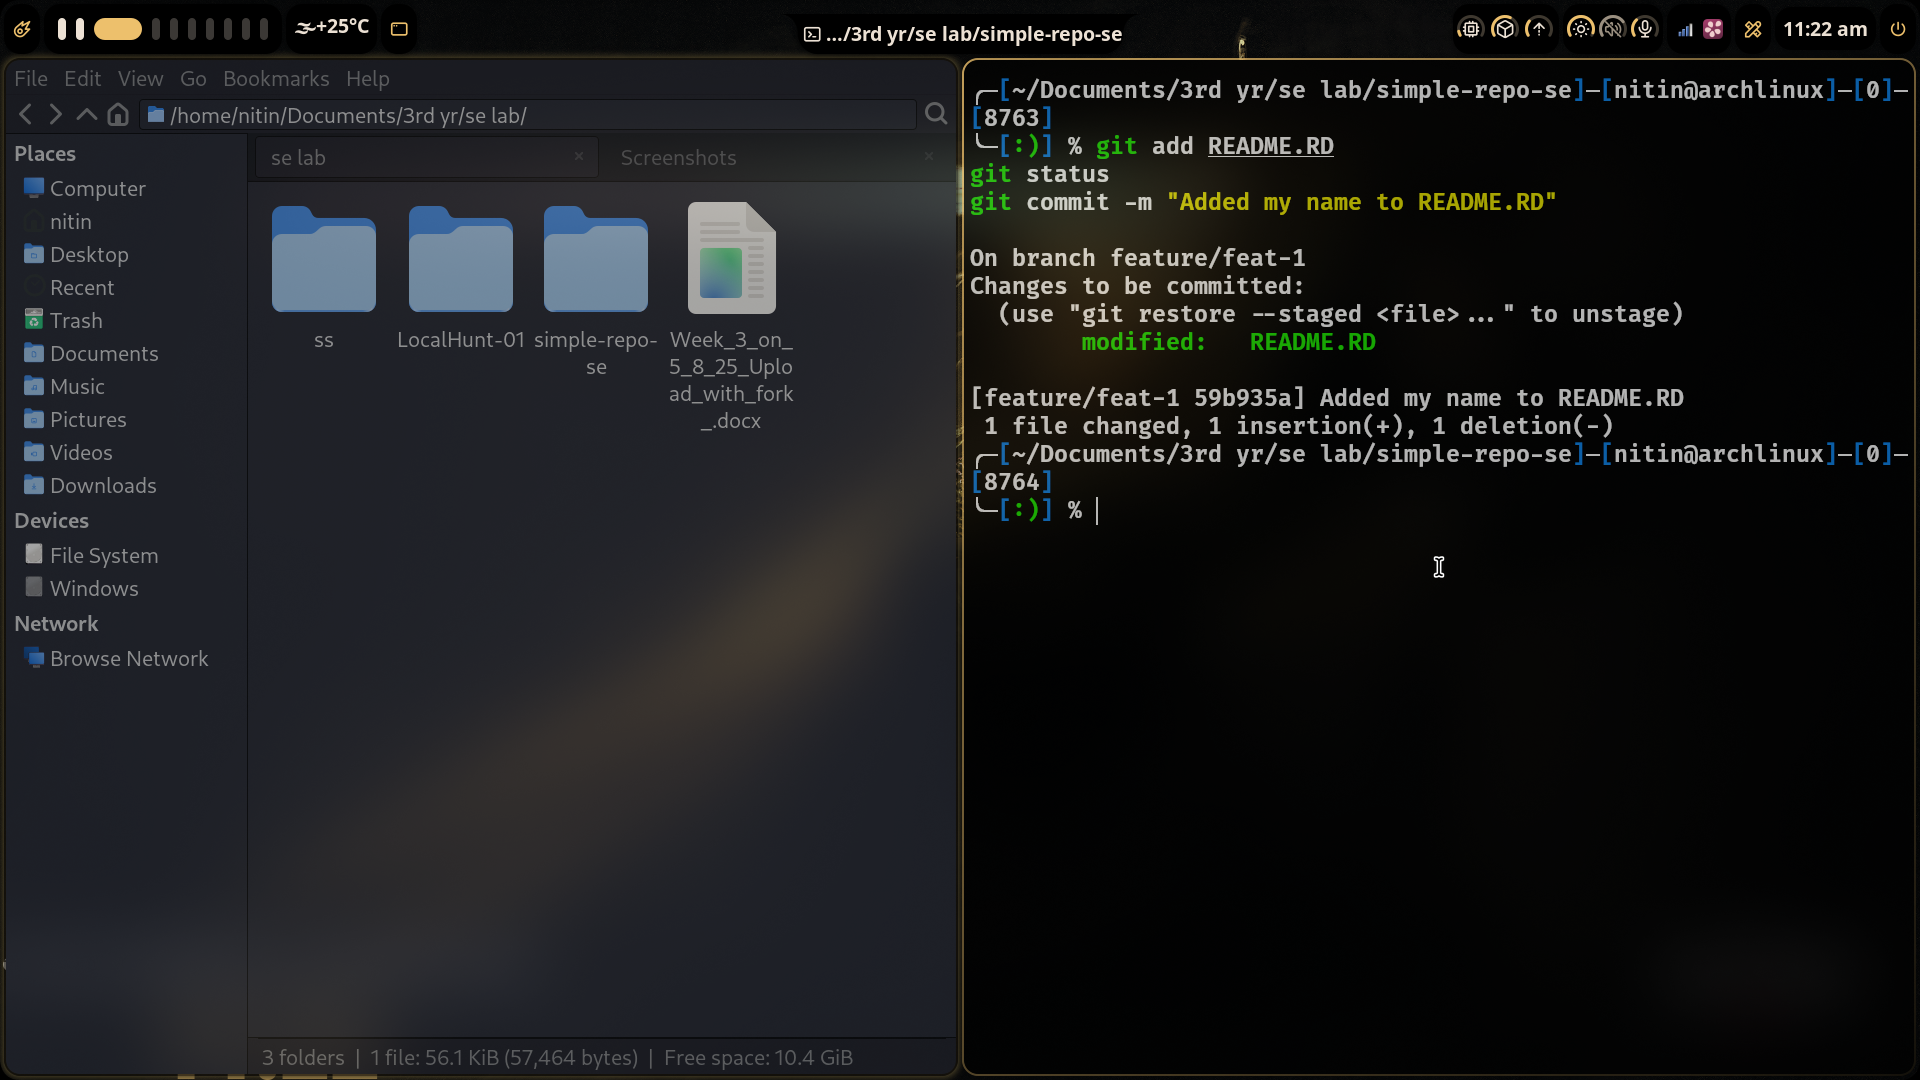 +25°C
.../3rd yr/se lab/simple-repo-se
11:22 am
File Edit View Go Bookmarks Help
/home/nitin/Documents/3rd yr/se lab/
Places
Computer
nitin
Desktop
Recent
Trash
Documents
Music
Pictures
Videos
Downloads
Devices
File System
Windows
Network
Browse Network
se lab
Screenshots
ss
LocalHunt-01
simple-repo-
se
Week_3_on_
5_8_25_Uplo
ad_with_fork
_.docx
3 folders | 1 file: 56.1 KiB (57,464 bytes) | Free space: 10.4 GiB
╭─[~/Documents/3rd yr/se lab/simple-repo-se]─[nitin@archlinux]─[0]─
[8763]
╰─[:)] % git add README.RD
git status
git commit -m "Added my name to README.RD"
On branch feature/feat-1
Changes to be committed:
(use "git restore --staged <file>..." to unstage)
modified:   README.RD
[feature/feat-1 59b935a] Added my name to README.RD
1 file changed, 1 insertion(+), 1 deletion(-)
╭─[~/Documents/3rd yr/se lab/simple-repo-se]─[nitin@archlinux]─[0]─
[8764]
╰─[:)] %